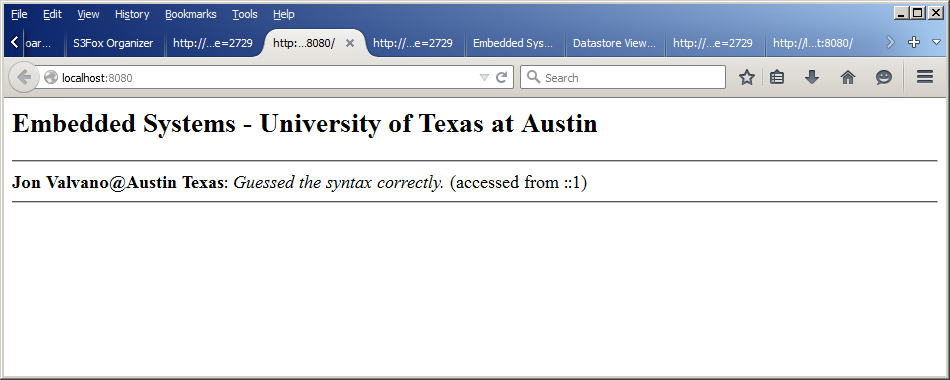 File Edit View History Bookmarks Tools Help
oar... S3Fox Organizer http://...e=2729 http:...8080/ http://...e=2729 Embedded Sys... Datastore View... http://...e=2729 http://l...t:8080/
localhost:8080 Search
Embedded Systems - University of Texas at Austin
Jon Valvano@Austin Texas: Guessed the syntax correctly. (accessed from ::1)